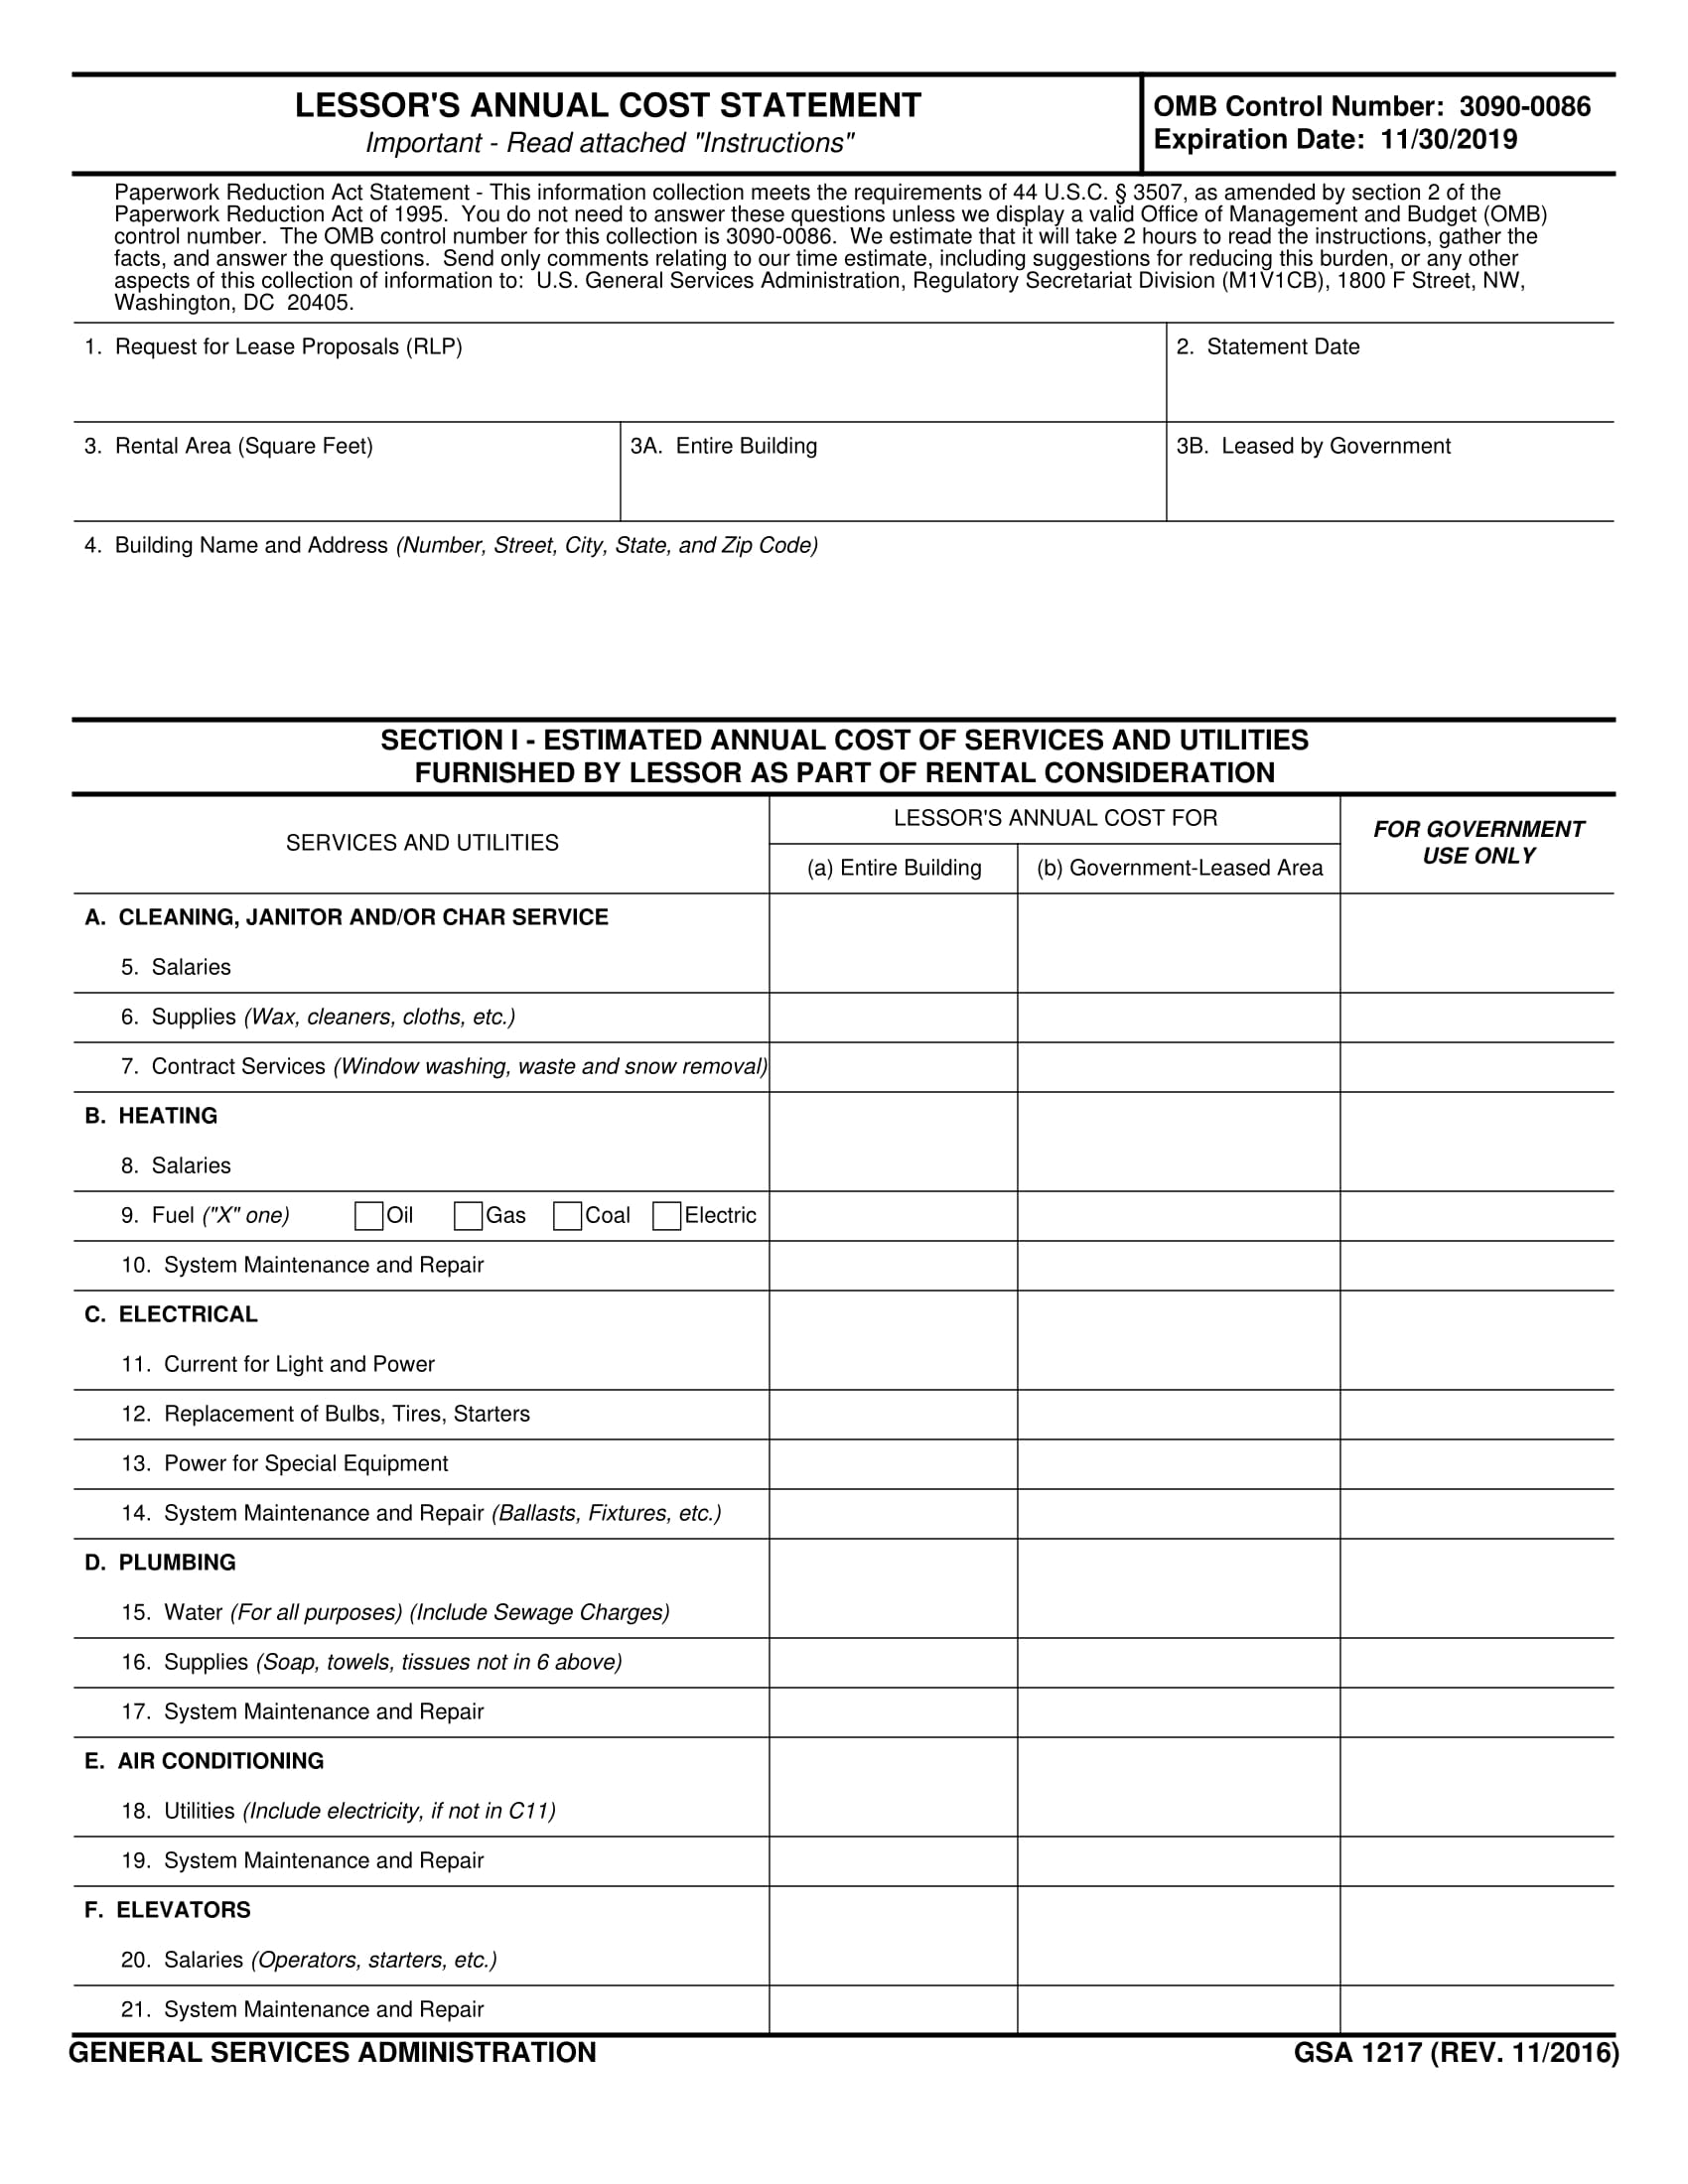 LESSOR'S ANNUAL COST STATEMENT
Important - Read attached "Instructions"
OMB Control Number: 3090-0086
Expiration Date: 11/30/2019
Paperwork Reduction Act Statement - This information collection meets the requirements of 44 U.S.C. § 3507, as amended by section 2 of the
Paperwork Reduction Act of 1995. You do not need to answer these questions unless we display a valid Office of Management and Budget (OMB)
control number. The OMB control number for this collection is 3090-0086. We estimate that it will take 2 hours to read the instructions, gather the
facts, and answer the questions. Send only comments relating to our time estimate, including suggestions for reducing this burden, or any other
aspects of this collection of information to: U.S. General Services Administration, Regulatory Secretariat Division (M1V1CB), 1800 F Street, NW,
Washington, DC 20405.
1. Request for Lease Proposals (RLP)
2. Statement Date
3. Rental Area (Square Feet)
3A. Entire Building
3B. Leased by Government
4. Building Name and Address (Number, Street, City, State, and Zip Code)
SECTION I - ESTIMATED ANNUAL COST OF SERVICES AND UTILITIES
FURNISHED BY LESSOR AS PART OF RENTAL CONSIDERATION
SERVICES AND UTILITIES
LESSOR'S ANNUAL COST FOR
(a) Entire Building
(b) Government-Leased Area
FOR GOVERNMENT
USE ONLY
A. CLEANING, JANITOR AND/OR CHAR SERVICE
5. Salaries
6. Supplies (Wax, cleaners, cloths, etc.)
7. Contract Services (Window washing, waste and snow removal)
B. HEATING
8. Salaries
9. Fuel ("X" one) Oil Gas Coal Electric
10. System Maintenance and Repair
C. ELECTRICAL
11. Current for Light and Power
12. Replacement of Bulbs, Tires, Starters
13. Power for Special Equipment
14. System Maintenance and Repair (Ballasts, Fixtures, etc.)
D. PLUMBING
15. Water (For all purposes) (Include Sewage Charges)
16. Supplies (Soap, towels, tissues not in 6 above)
17. System Maintenance and Repair
E. AIR CONDITIONING
18. Utilities (Include electricity, if not in C11)
19. System Maintenance and Repair
F. ELEVATORS
20. Salaries (Operators, starters, etc.)
21. System Maintenance and Repair
GENERAL SERVICES ADMINISTRATION
GSA 1217 (REV. 11/2016)